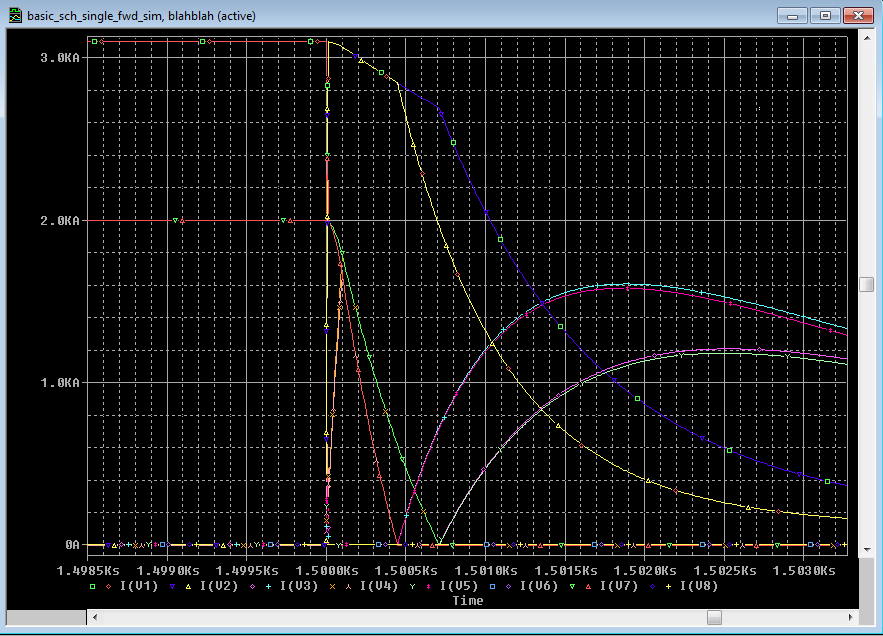 basic_sch_single_fwd_sim, blahblah (active)
3.0KA
2.0KA
1.0KA
0A
1.4985Ks 1.4990Ks 1.4995Ks 1.5000Ks 1.5005Ks 1.5010Ks 1.5015Ks 1.5020Ks 1.5025Ks 1.5030Ks
I(V1) I(V2) I(V3) I(V4) I(V5) I(V6) I(V7) I(V8)
Time